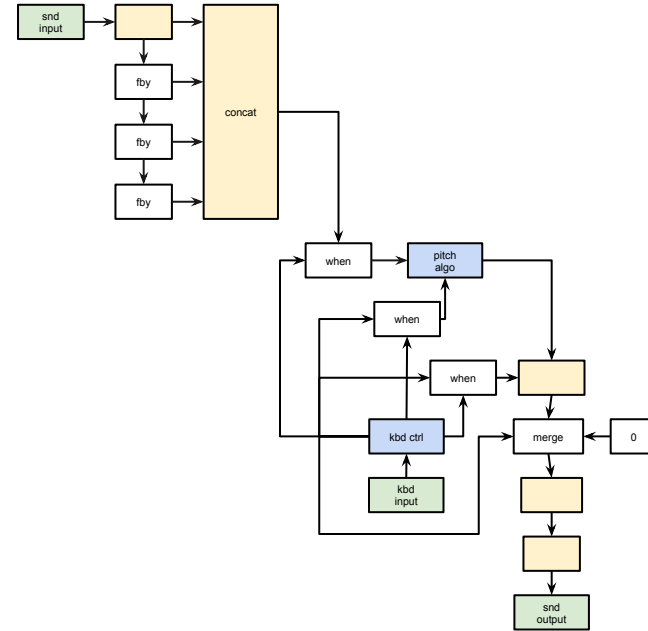 snd
input
fby
fby
fby
concat
when
pitch
algo
when
when
kbd ctrl
merge
0
kbd
input
snd
output